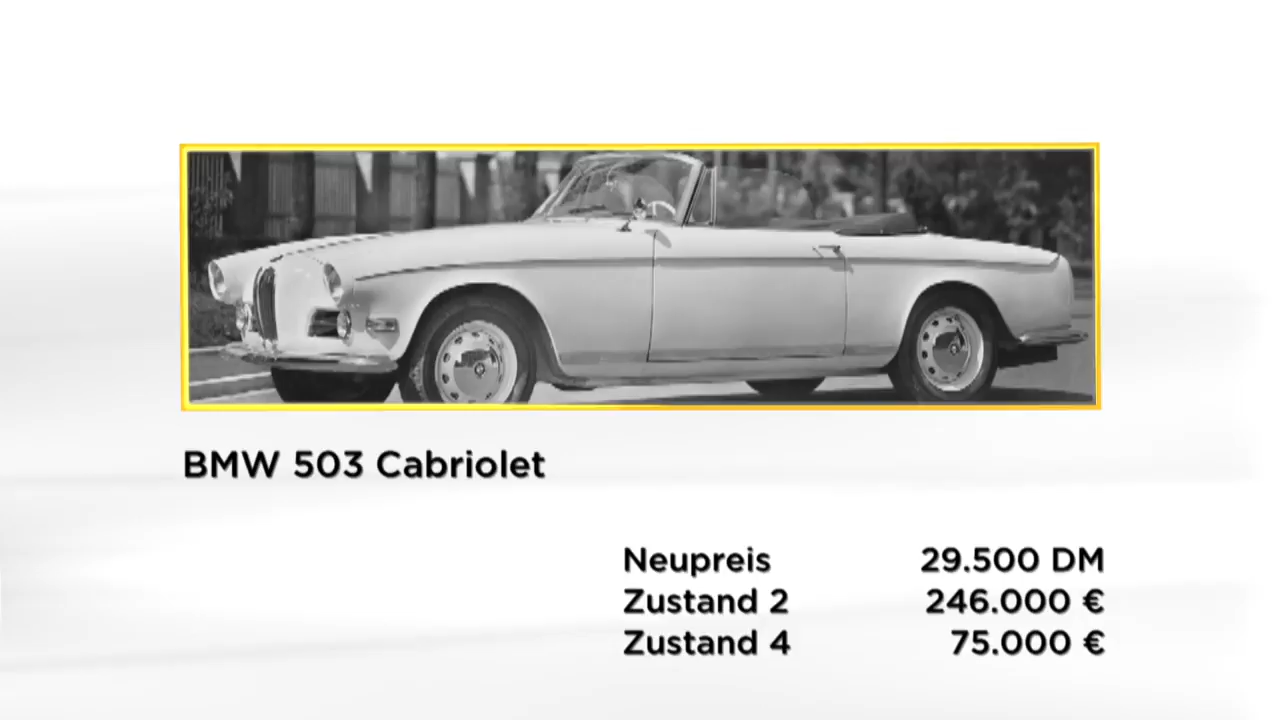 BMW 503 Cabriolet
Neupreis 29.500 DM
Zustand 2 246.000 €
Zustand 4 75.000 €